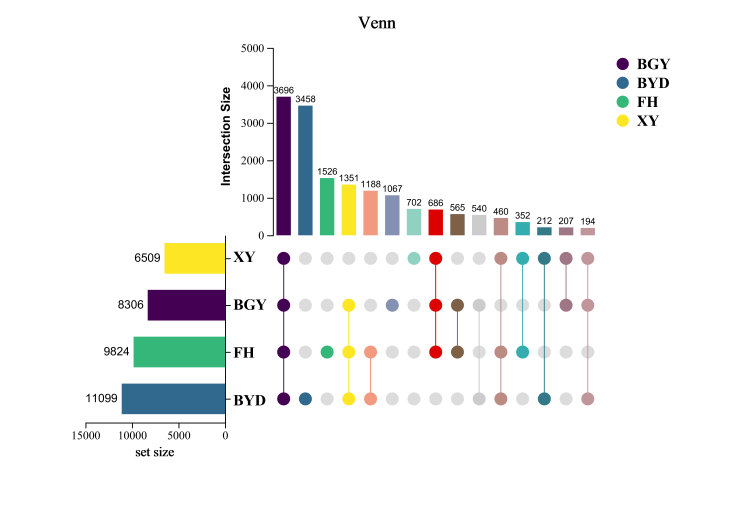 Venn
5000
4000
3000
2000
1000
0
Intersection Size
3696
3458
1526
1351
1188
1067
702
686
565
540
460
352
212
207
194
BGY
BYD
FH
XY
6509
XY
8306
BGY
9824
FH
11099
BYD
15000 10000 5000 0
set size